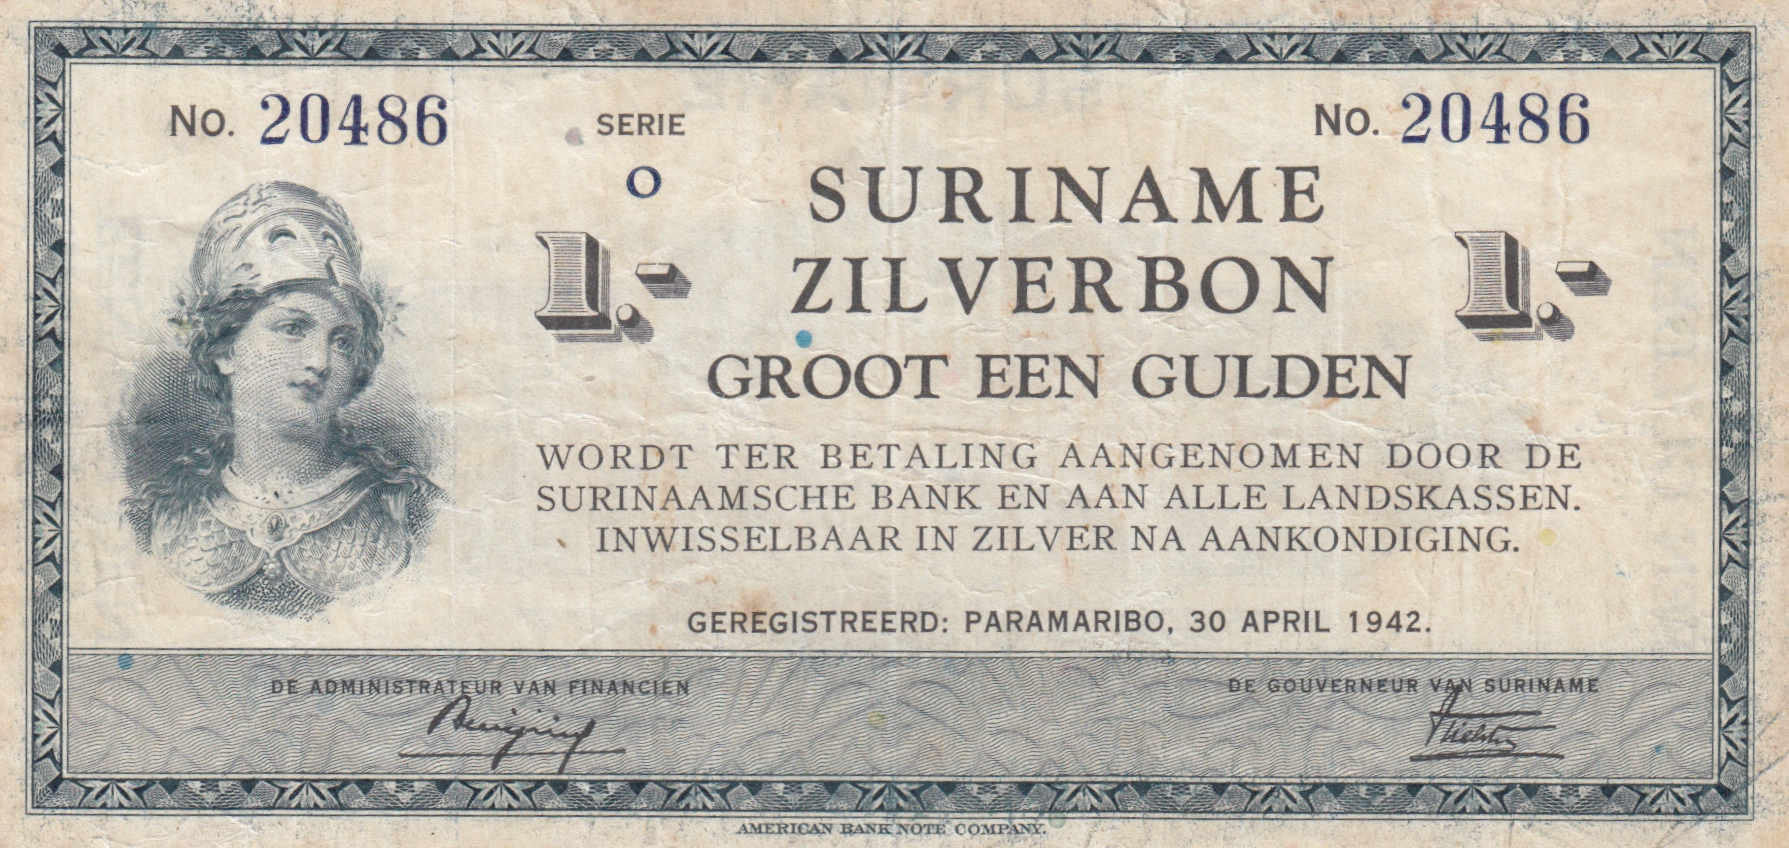 No. 20486
SERIE
O
No. 20486
SURINAME
1.- ZILVERBON 1.-
GROOT EEN GULDEN
WORDT TER BETALING AANGENOMEN DOOR DE
SURINAAMSCHE BANK EN AAN ALLE LANDSKASSEN.
INWISSELBAAR IN ZILVER NA AANKONDIGING.
GEREGISTREERD: PARAMARIBO, 30 APRIL 1942.
DE ADMINISTRATEUR VAN FINANCIEN
DE GOUVERNEUR VAN SURINAME
AMERICAN BANK NOTE COMPANY.